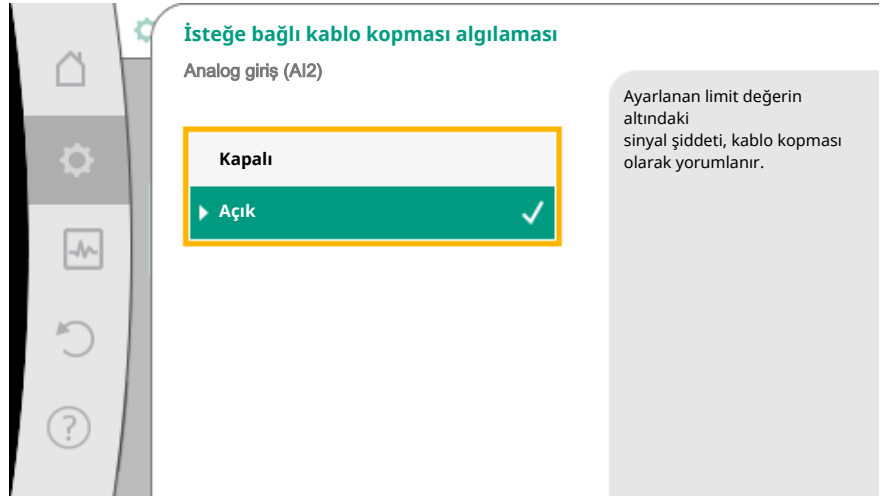 İsteğe bağlı kablo kopması algılaması
Analog giriş (AI2)
Kapalı
Açık
Ayarlanan limit değerin
altındaki
sinyal şiddeti, kablo kopması
olarak yorumlanır.